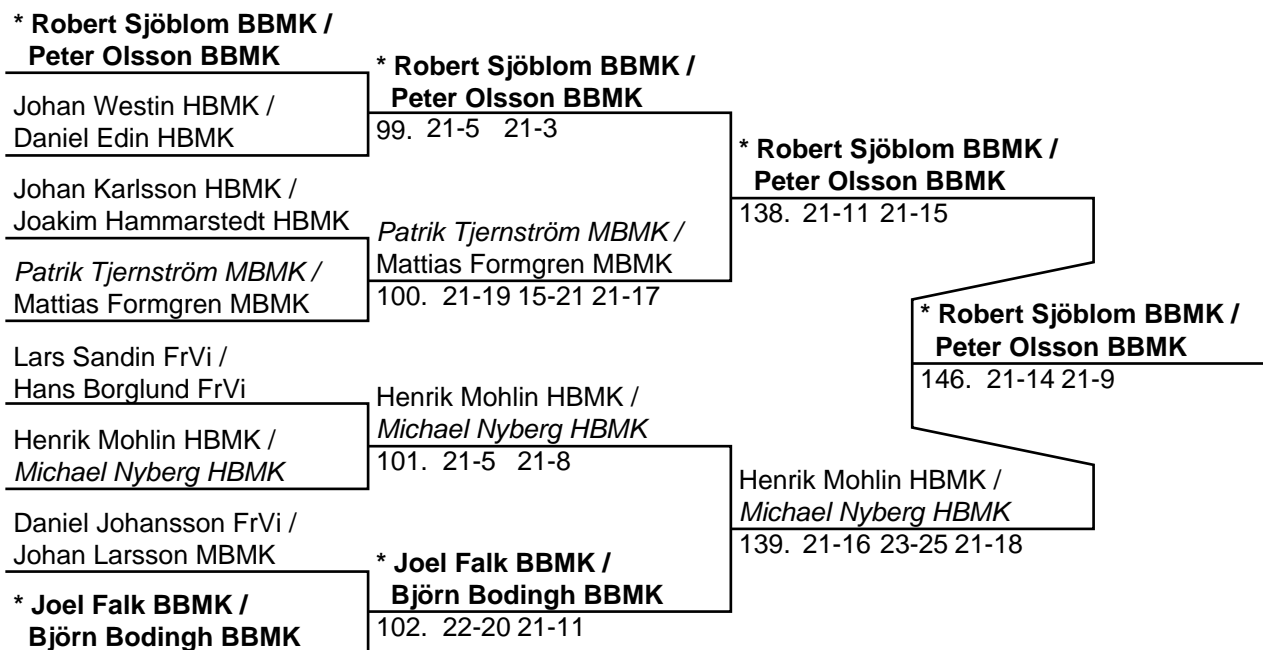 * Robert Sjöblom BBMK /
Peter Olsson BBMK
Johan Westin HBMK /
Daniel Edin HBMK
Johan Karlsson HBMK /
Joakim Hammarstedt HBMK
Patrik Tjernström MBMK /
Mattias Formgren MBMK
Lars Sandin FrVi /
Hans Borglund FrVi
Henrik Mohlin HBMK /
Michael Nyberg HBMK
Daniel Johansson FrVi /
Johan Larsson MBMK
* Joel Falk BBMK /
Björn Bodingh BBMK
* Robert Sjöblom BBMK /
Peter Olsson BBMK
99. 21-5 21-3
Patrik Tjernström MBMK /
Mattias Formgren MBMK
100. 21-19 15-21 21-17
Henrik Mohlin HBMK /
Michael Nyberg HBMK
101. 21-5 21-8
* Joel Falk BBMK /
Björn Bodingh BBMK
102. 22-20 21-11
* Robert Sjöblom BBMK /
Peter Olsson BBMK
138. 21-11 21-15
Henrik Mohlin HBMK /
Michael Nyberg HBMK
139. 21-16 23-25 21-18
* Robert Sjöblom BBMK /
Peter Olsson BBMK
146. 21-14 21-9